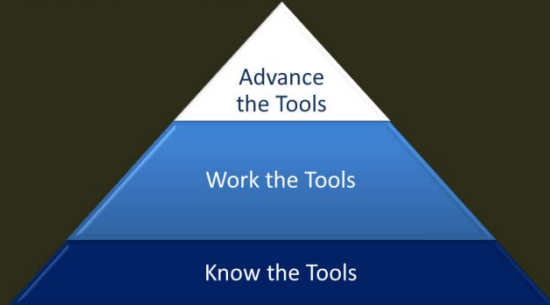 Advance
the Tools
Work the Tools
Know the Tools